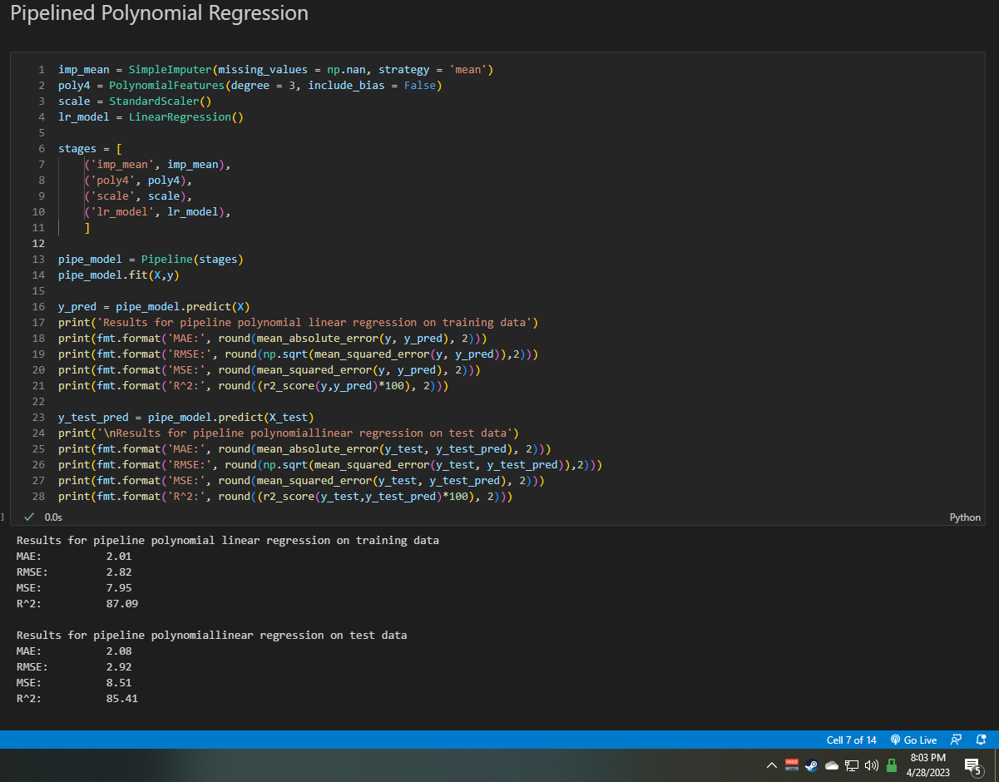 Pipelined Polynomial Regression
1 imp_mean = SimpleImputer(missing_values = np.nan, strategy = 'mean')
2 poly4 = PolynomialFeatures(degree = 3, include_bias = False)
3 scale = StandardScaler()
4 lr_model = LinearRegression()
5
6 stages = [
7 ('imp_mean', imp_mean),
8 ('poly4', poly4),
9 ('scale', scale),
10 ('lr_model', lr_model),
11 ]
12
13 pipe_model = Pipeline(stages)
14 pipe_model.fit(X,y)
15
16 y_pred = pipe_model.predict(X)
17 print('Results for pipeline polynomial linear regression on training data')
18 print(fmt.format('MAE:', round(mean_absolute_error(y, y_pred), 2)))
19 print(fmt.format('RMSE:', round(np.sqrt(mean_squared_error(y, y_pred)),2)))
20 print(fmt.format('MSE:', round(mean_squared_error(y, y_pred), 2)))
21 print(fmt.format('R^2:', round((r2_score(y,y_pred)*100), 2)))
22
23 y_test_pred = pipe_model.predict(X_test)
24 print('\nResults for pipeline polynomiallinear regression on test data')
25 print(fmt.format('MAE:', round(mean_absolute_error(y_test, y_test_pred), 2)))
26 print(fmt.format('RMSE:', round(np.sqrt(mean_squared_error(y_test, y_test_pred)),2)))
27 print(fmt.format('MSE:', round(mean_squared_error(y_test, y_test_pred), 2)))
28 print(fmt.format('R^2:', round((r2_score(y_test,y_test_pred)*100), 2)))
] ✓ 0.0s Python
Results for pipeline polynomial linear regression on training data
MAE: 2.01
RMSE: 2.82
MSE: 7.95
R^2: 87.09
Results for pipeline polynomiallinear regression on test data
MAE: 2.08
RMSE: 2.92
MSE: 8.51
R^2: 85.41
Cell 7 of 14 Go Live
8:03 PM
4/28/2023
5